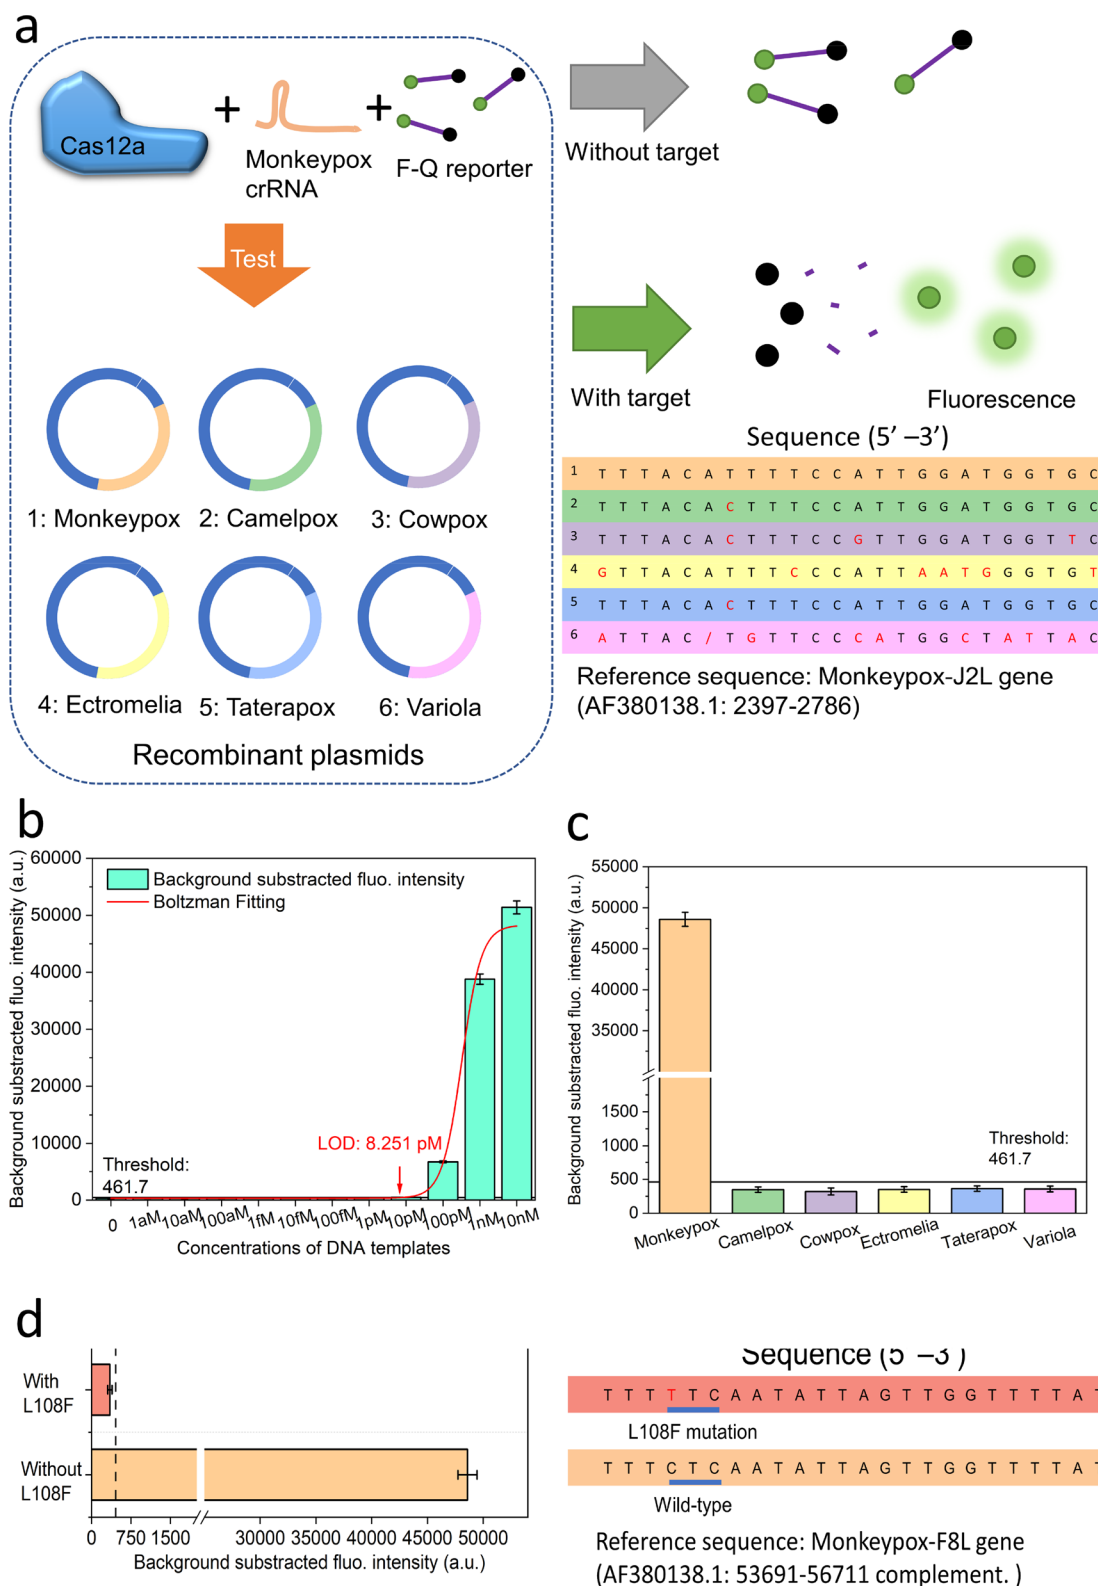 a
Cas12a
+
Monkeypox
crRNA
+
F-Q reporter
Without target
Test
With target
Fluorescence
1: Monkeypox
2: Camelpox
3: Cowpox
4: Ectromelia
5: Taterapox
6: Variola
Recombinant plasmids
Sequence (5’ –3’)
1 T T T A C A T T T T C C A T T G G A T G G T G C
2 T T T A C A C T T T C C A T T G G A T G G T G C
3 T T T A C A C T T T C C G T T G G A T G G T T C
4 G T T A C A T T T C C C A T T A A T G G G T G T
5 T T T A C A C T T T C C A T T G G A T G G T G C
6 A T T A C / T G T T C C C A T G G C T A T T A C
Reference sequence: Monkeypox-J2L gene
(AF380138.1: 2397-2786)
b
Background substracted fluo. intensity (a.u.)
60000
50000
40000
30000
20000
10000
0
Background substracted fluo. intensity
Boltzman Fitting
LOD: 8.251 pM
Threshold:
461.7
0 1aM 10aM 100aM 1fM 10fM 100fM 1pM 10pM 100pM 1nM 10nM
Concentrations of DNA templates
c
Background substracted fluo. intensity (a.u.)
55000
50000
45000
40000
35000
1500
1000
500
0
Threshold:
461.7
Monkeypox Camelpox Cowpox Ectromelia Taterapox Variola
d
With
L108F
Without
L108F
0 750 1500 30000 35000 40000 45000 50000
Background substracted fluo. intensity (a.u.)
Sequence (5 –3 )
T T T T T C A A T A T T A G T T G G T T T T A T
L108F mutation
T T T C T C A A T A T T A G T T G G T T T T A T
Wild-type
Reference sequence: Monkeypox-F8L gene
(AF380138.1: 53691-56711 complement. )